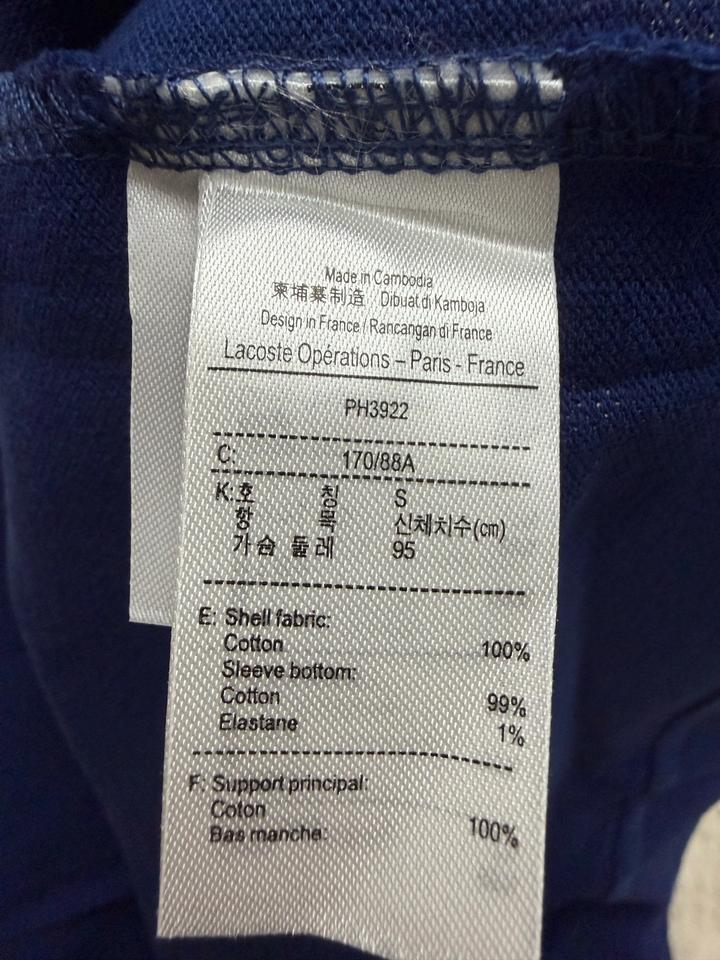 Made in Cambodia
柬埔寨制造 Dibuat di Kamboja
Design in France / Rancangan di France
Lacoste Opérations – Paris - France
PH3922
C: 170/88A
K:호 칭 S
항 목 신체치수(cm)
가슴 둘레 95
E: Shell fabric:
Cotton 100%
Sleeve bottom:
Cotton 99%
Elastane 1%
F: Support principal:
Coton 100%
Bas manche: